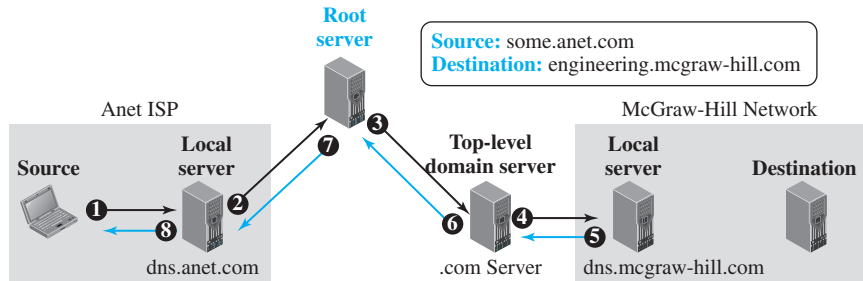 Root
server
Source: some.anet.com
Destination: engineering.mcgraw-hill.com
Anet ISP
McGraw-Hill Network
Source
Local
server
Top-level
domain server
Local
server
Destination
1
2
3
4
5
6
7
8
dns.anet.com
.com Server
dns.mcgraw-hill.com